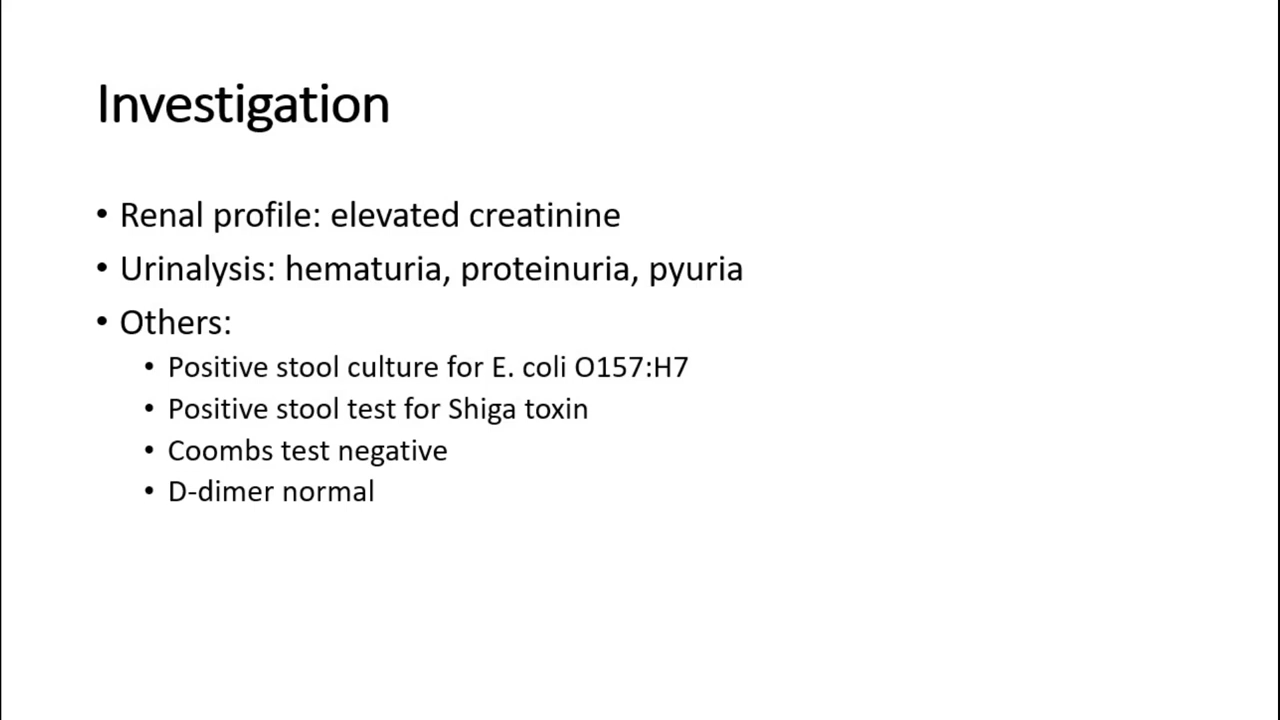 Investigation
• Renal profile: elevated creatinine
• Urinalysis: hematuria, proteinuria, pyuria
• Others:
• Positive stool culture for E. coli O157:H7
• Positive stool test for Shiga toxin
• Coombs test negative
• D-dimer normal